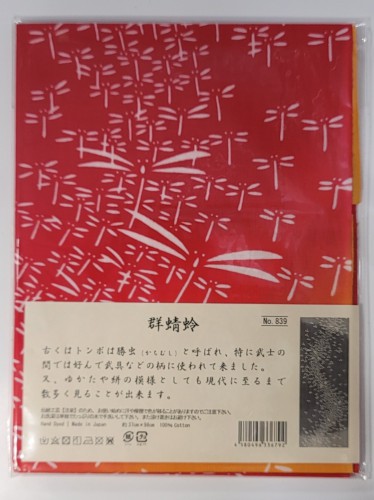 群蜻蛉
No.839
古くはトンボは勝虫(かちむし)と呼ばれ、特に武士の
間では好んで武具などの柄に使われて来ました。
又、ゆかたや絣の模様としても現代に至るまで
数多く見ることが出来ます。
Hand Dyed | Made in Japan
100% Cotton